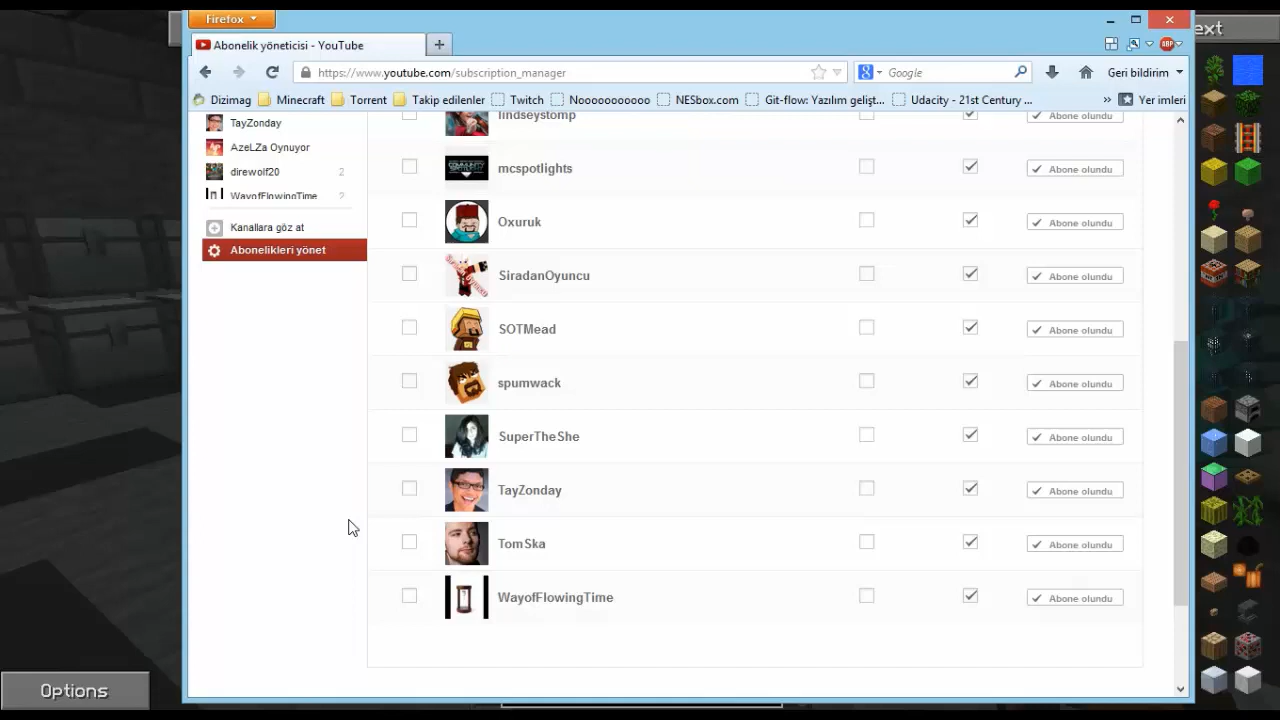 Firefox
ext
Abonelik yöneticisi - YouTube
https://www.youtube.com/subscription_manager
Google
ABP
Geri bildirim
Dizimag
Minecraft
Torrent
Takip edilenler
Twitch
Nooooooooooo
NESbox.com
Git-flow: Yazılım gelişt...
Udacity - 21st Century ...
»
Yer imleri
TayZonday
AzeLZa Oynuyor
direwolf20 2
WayofFlowingTime 2
Kanallara göz at
Abonelikleri yönet
lindseystomp Abone olundu
mcspotlights Abone olundu
Oxuruk Abone olundu
SiradanOyuncu Abone olundu
SOTMead Abone olundu
spumwack Abone olundu
SuperTheShe Abone olundu
TayZonday Abone olundu
TomSka Abone olundu
WayofFlowingTime Abone olundu
Options